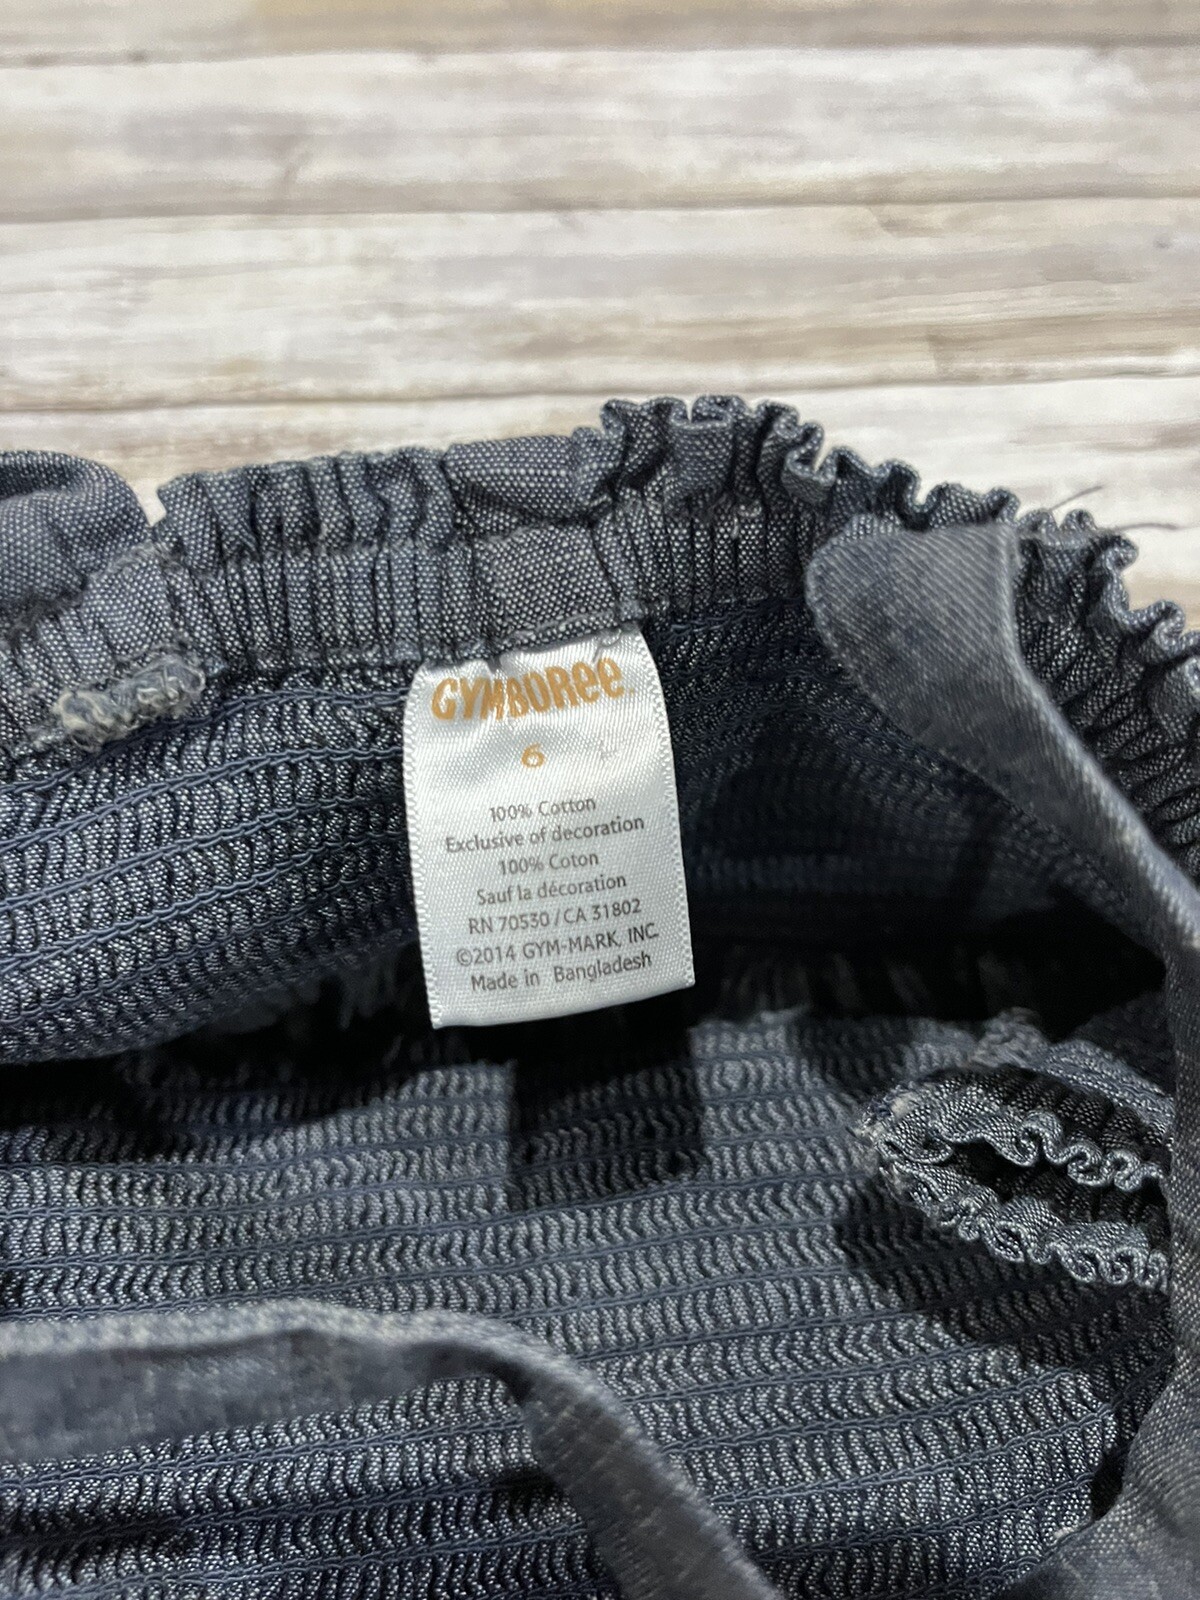 GYMBOREE
6
100% Cotton
Exclusive of decoration
100% Coton
Sauf la décoration
RN 70530 / CA 31802
©2014 GYM-MARK, INC.
Made in Bangladesh